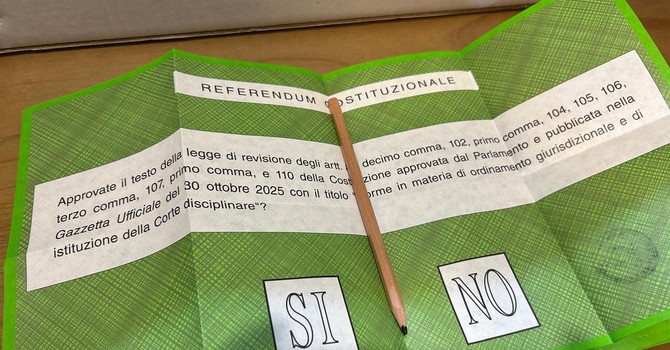 REFERENDUM COSTITUZIONALE
Approvate il testo della legge di revisione degli artt. decimo comma, 102, primo comma, 104, 105, 106,
terzo comma, 107, primo comma, e 110 della Costituzione approvata dal Parlamento e pubblicata nella
Gazzetta Ufficiale del 30 ottobre 2025 con il titolo "Norme in materia di ordinamento giurisdizionale e di
istituzione della Corte disciplinare"?
SI
NO